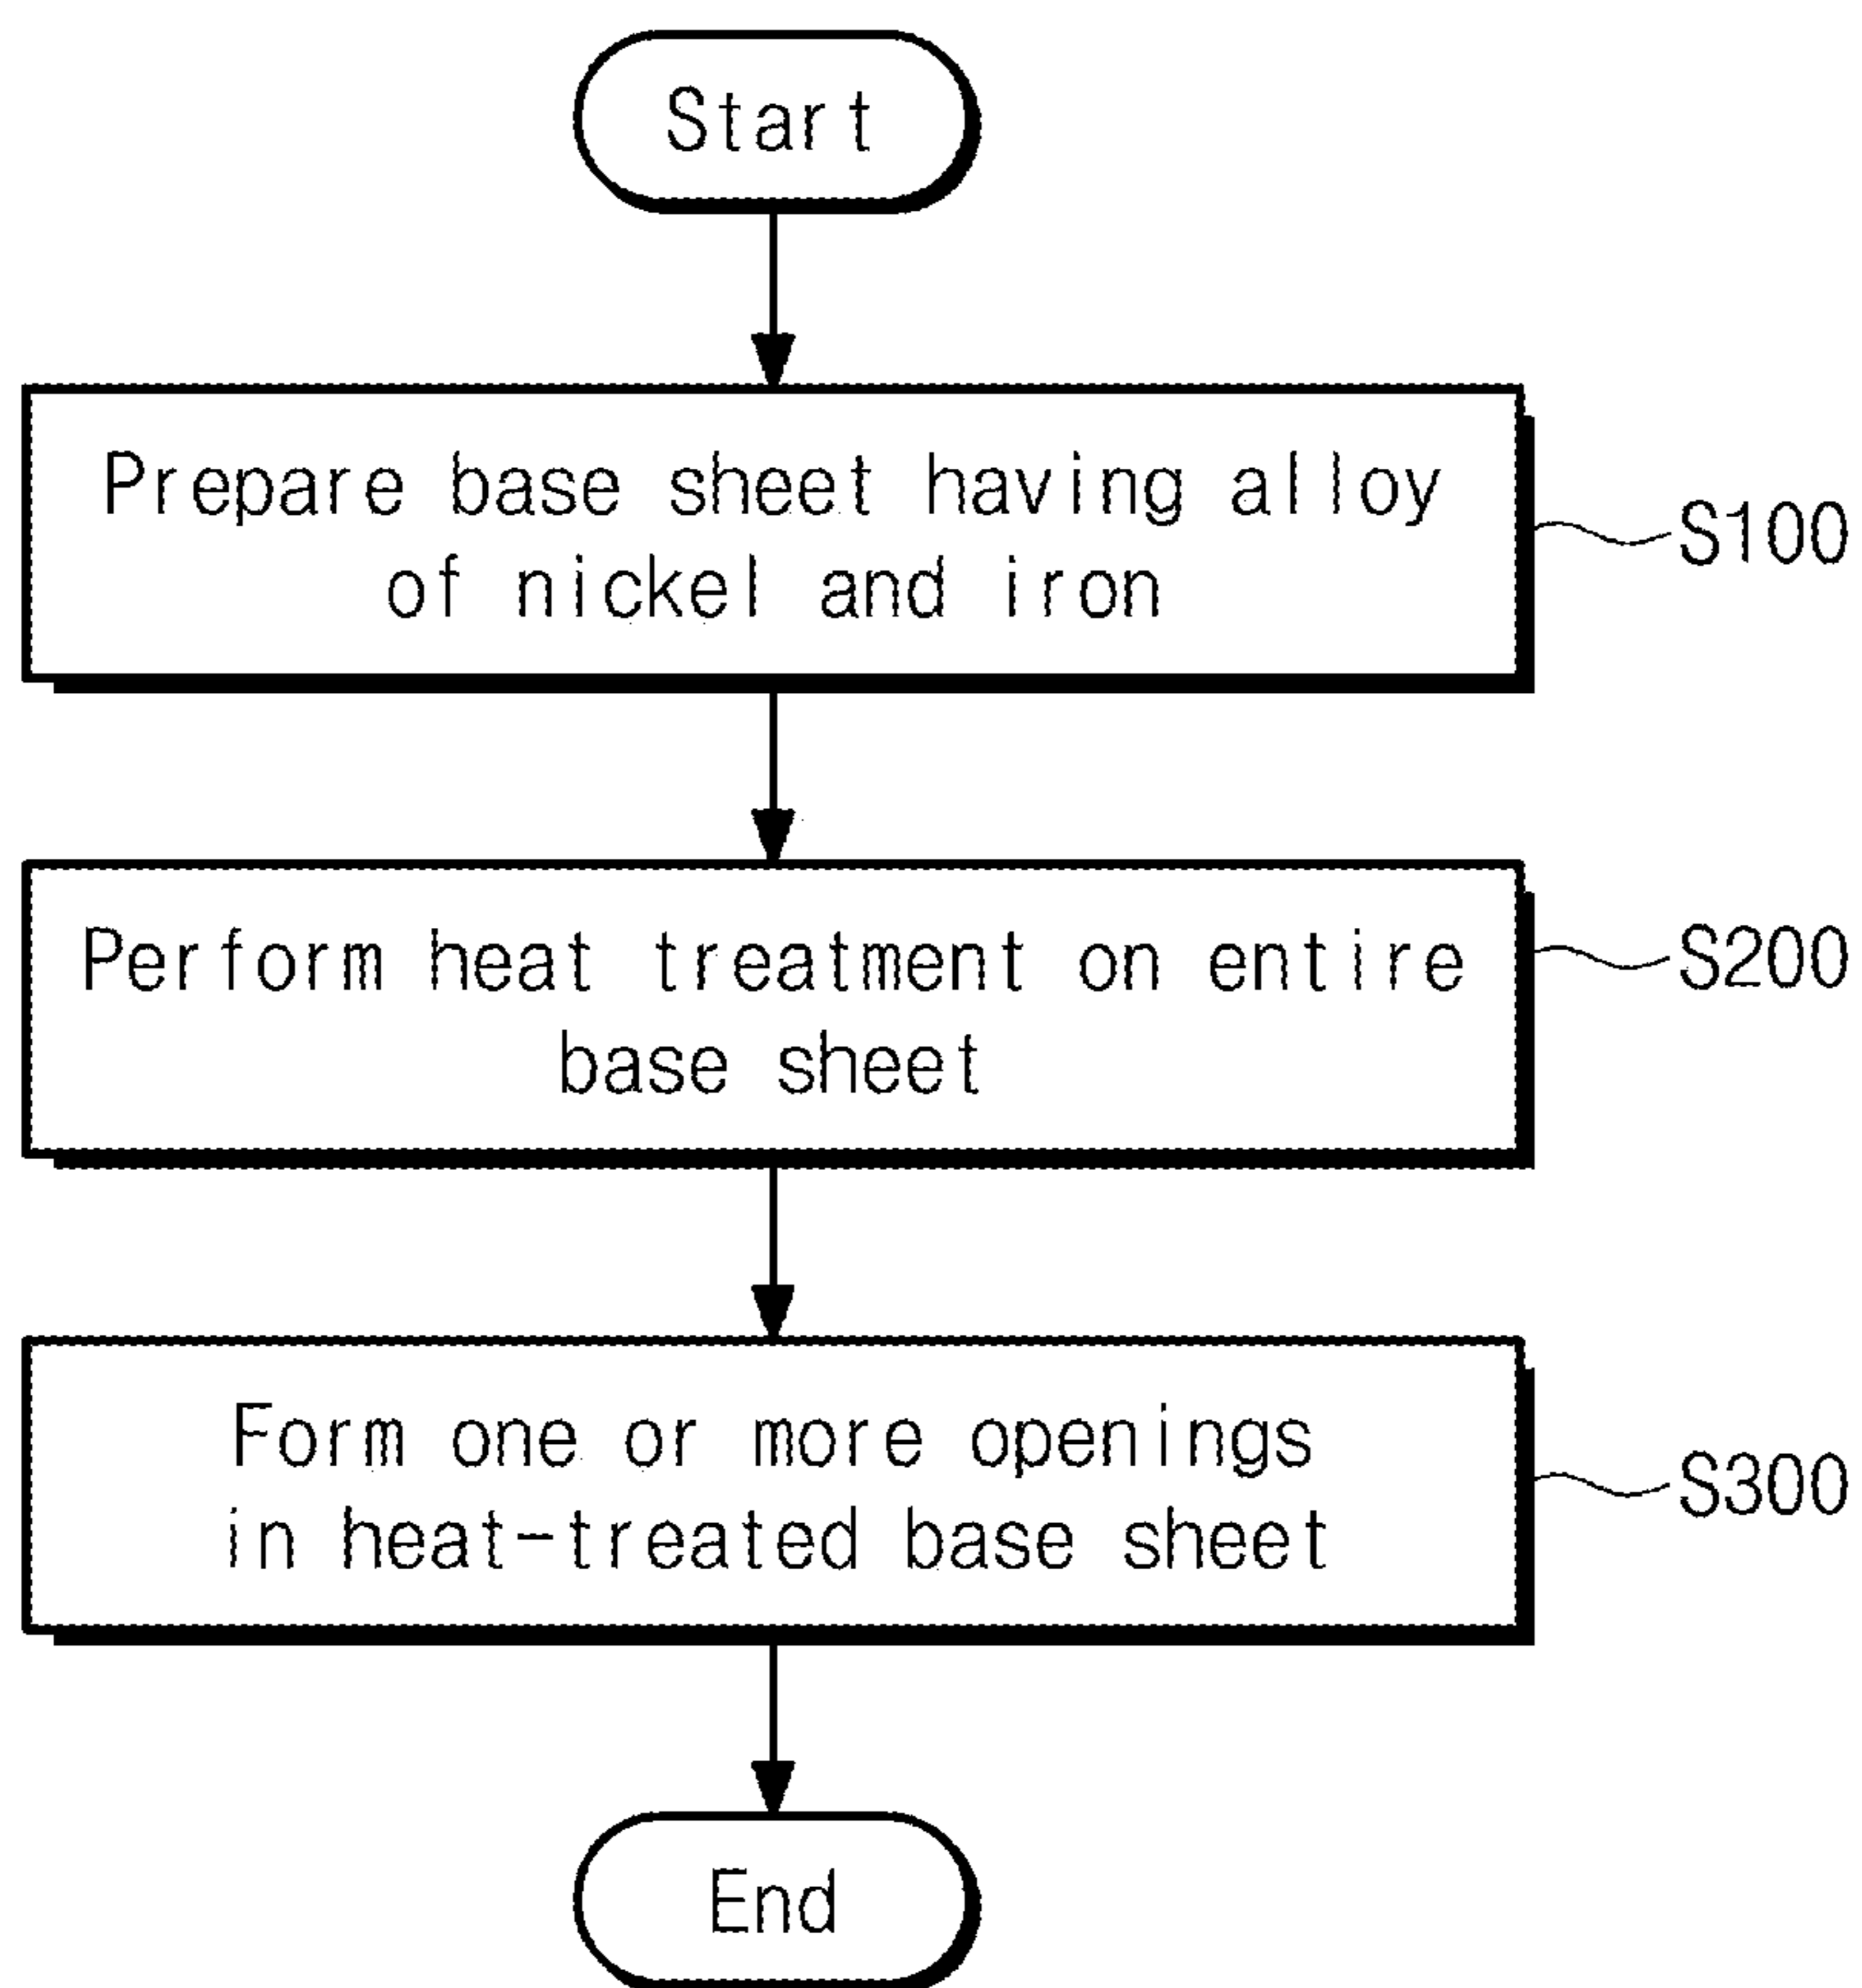 Start
Prepare base sheet having alloy
of nickel and iron
S100
Perform heat treatment on entire
base sheet
S200
Form one or more openings
in heat-treated base sheet
S300
End